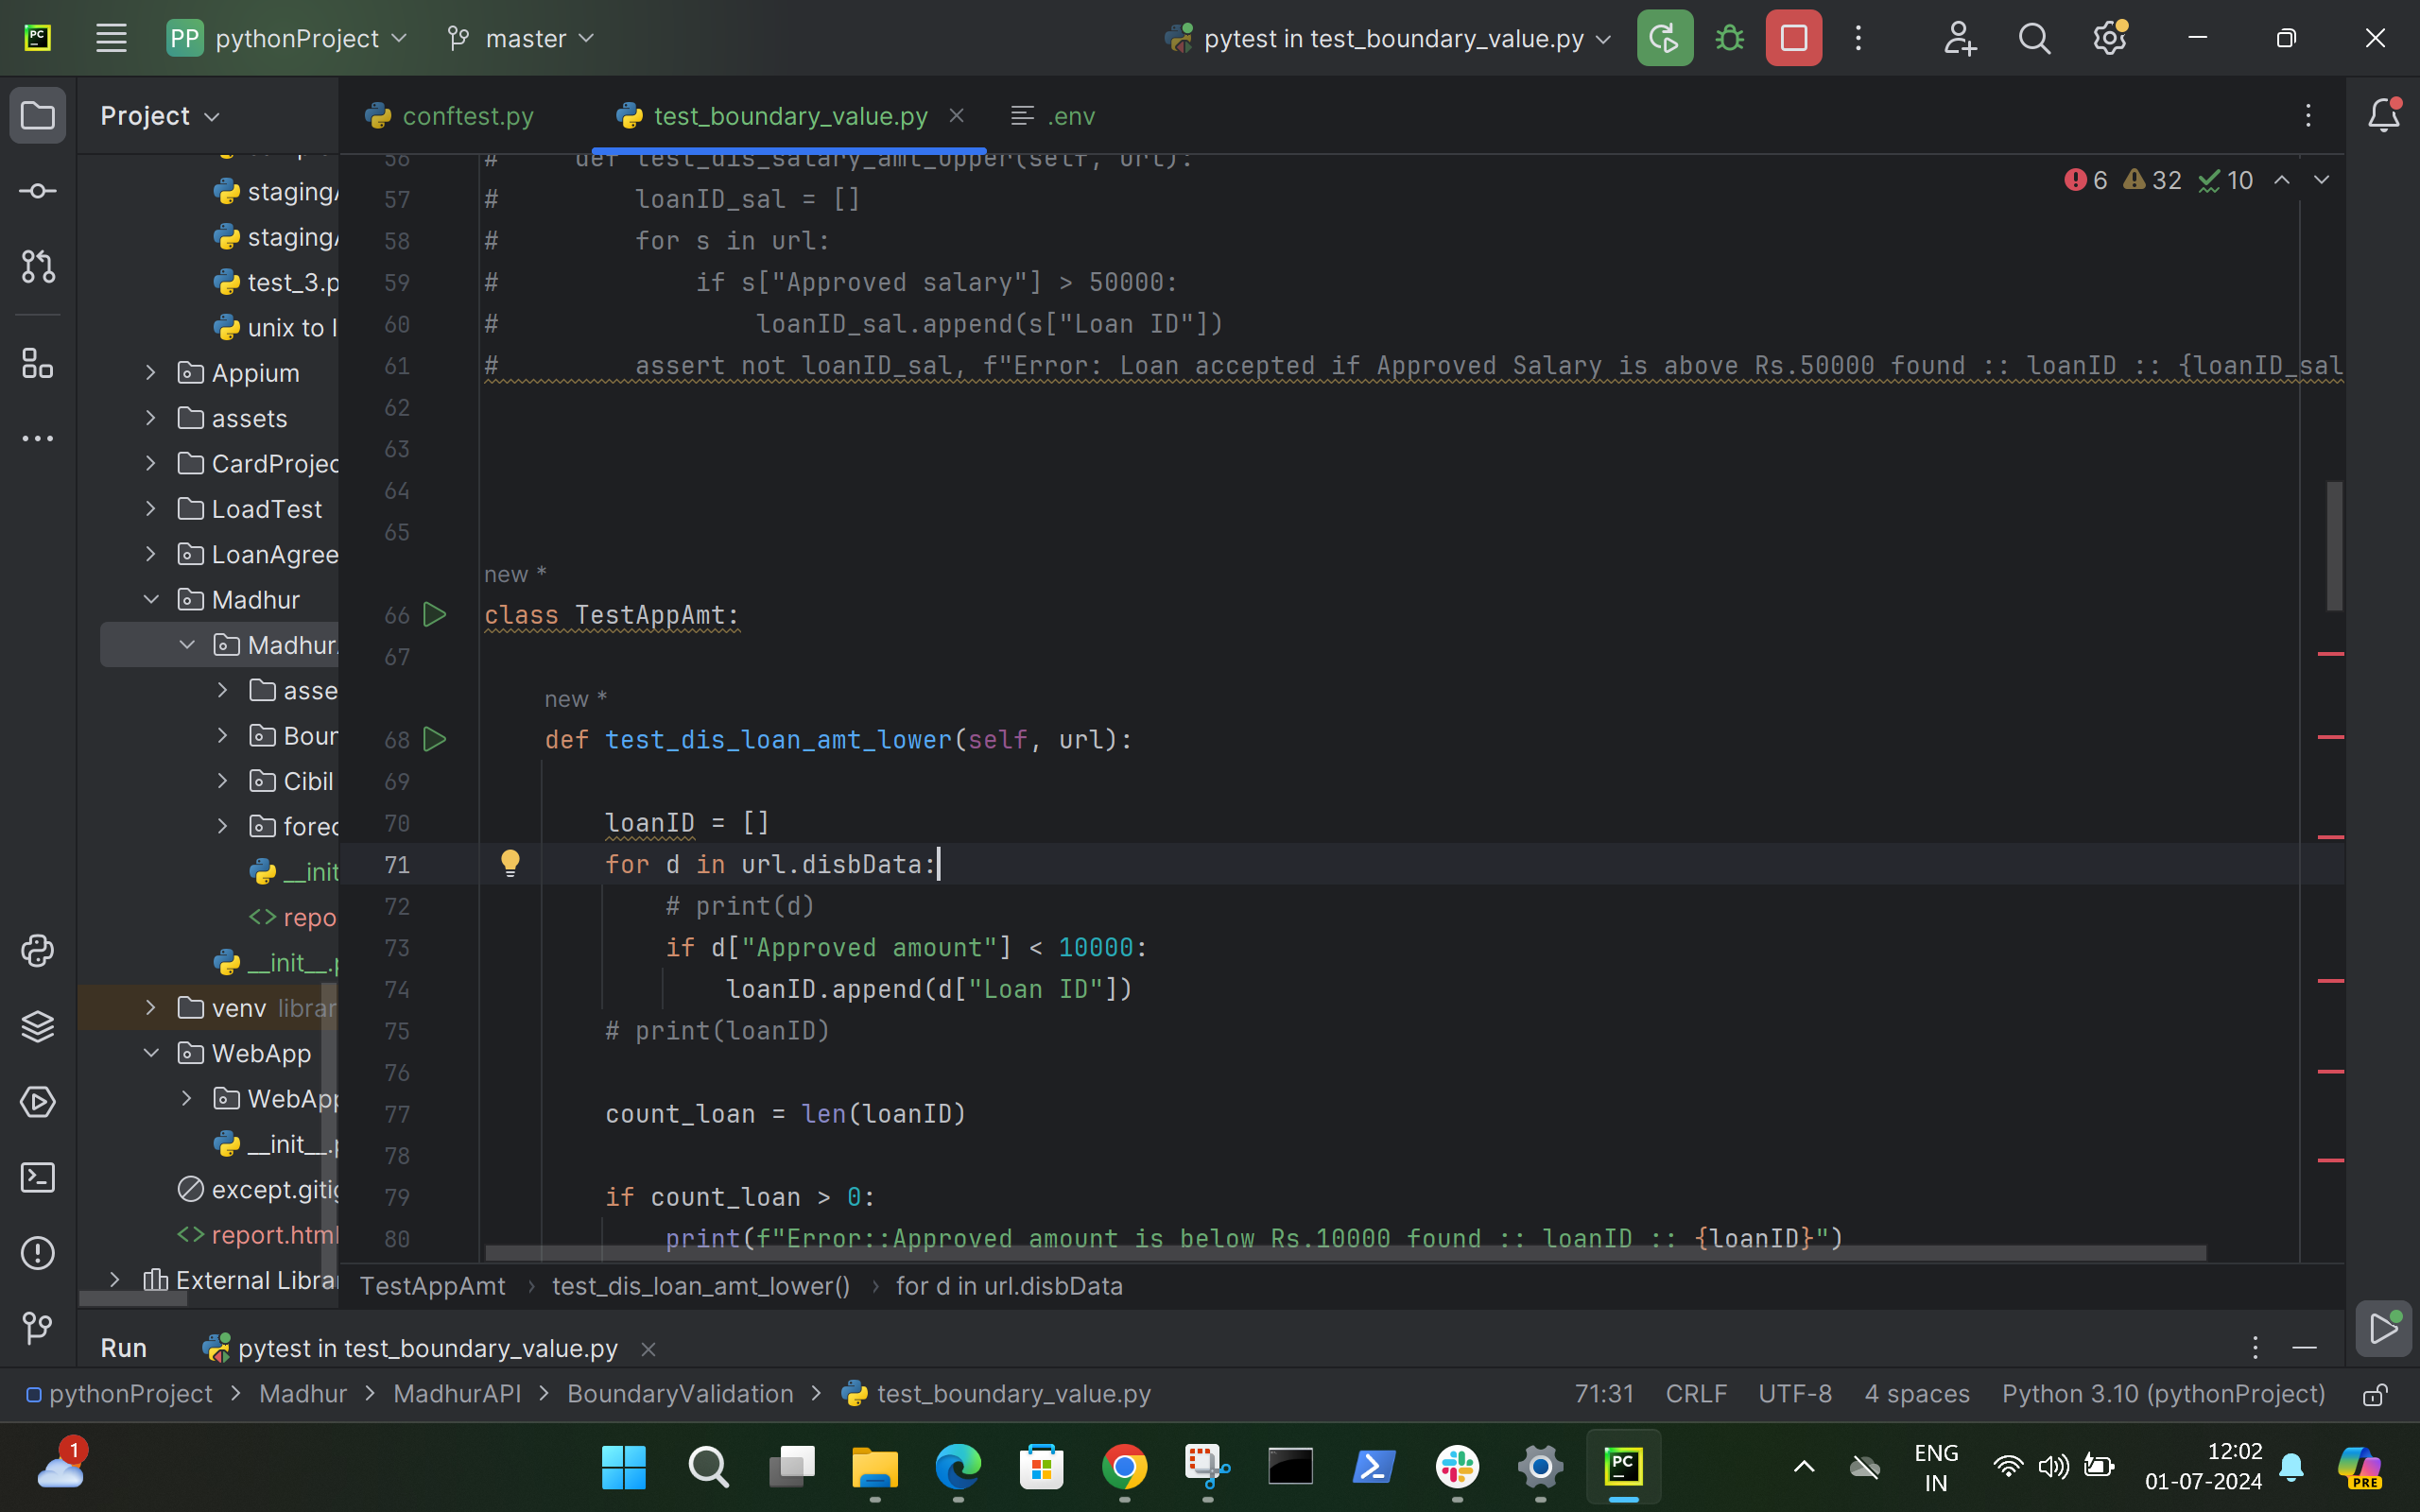 PC
PP pythonProject
master
pytest in test_boundary_value.py
Project
conftest.py
test_boundary_value.py
.env
6 32 10
staging
staging
test_3.p
unix to l
Appium
assets
CardProjec
LoadTest
LoanAgree
Madhur
Madhur
asse
Boun
Cibil
forec
__init
repo
__init__.p
venv librar
WebApp
WebApp
__init__.p
except.gitig
report.html
External Libra
56 # def test_dis_salary_amt_upper(self, url):
57 # loanID_sal = []
58 # for s in url:
59 # if s["Approved salary"] > 50000:
60 # loanID_sal.append(s["Loan ID"])
61 # assert not loanID_sal, f"Error: Loan accepted if Approved Salary is above Rs.50000 found :: loanID :: {loanID_sal
62
63
64
65
new *
66 class TestAppAmt:
67
new *
68 def test_dis_loan_amt_lower(self, url):
69
70 loanID = []
71 for d in url.disbData:
72 # print(d)
73 if d["Approved amount"] < 10000:
74 loanID.append(d["Loan ID"])
75 # print(loanID)
76
77 count_loan = len(loanID)
78
79 if count_loan > 0:
80 print(f"Error::Approved amount is below Rs.10000 found :: loanID :: {loanID}")
TestAppAmt › test_dis_loan_amt_lower() › for d in url.disbData
Run pytest in test_boundary_value.py
pythonProject > Madhur > MadhurAPI > BoundaryValidation > test_boundary_value.py
71:31 CRLF UTF-8 4 spaces Python 3.10 (pythonProject)
1
PC
ENG
IN
12:02
01-07-2024
PRE